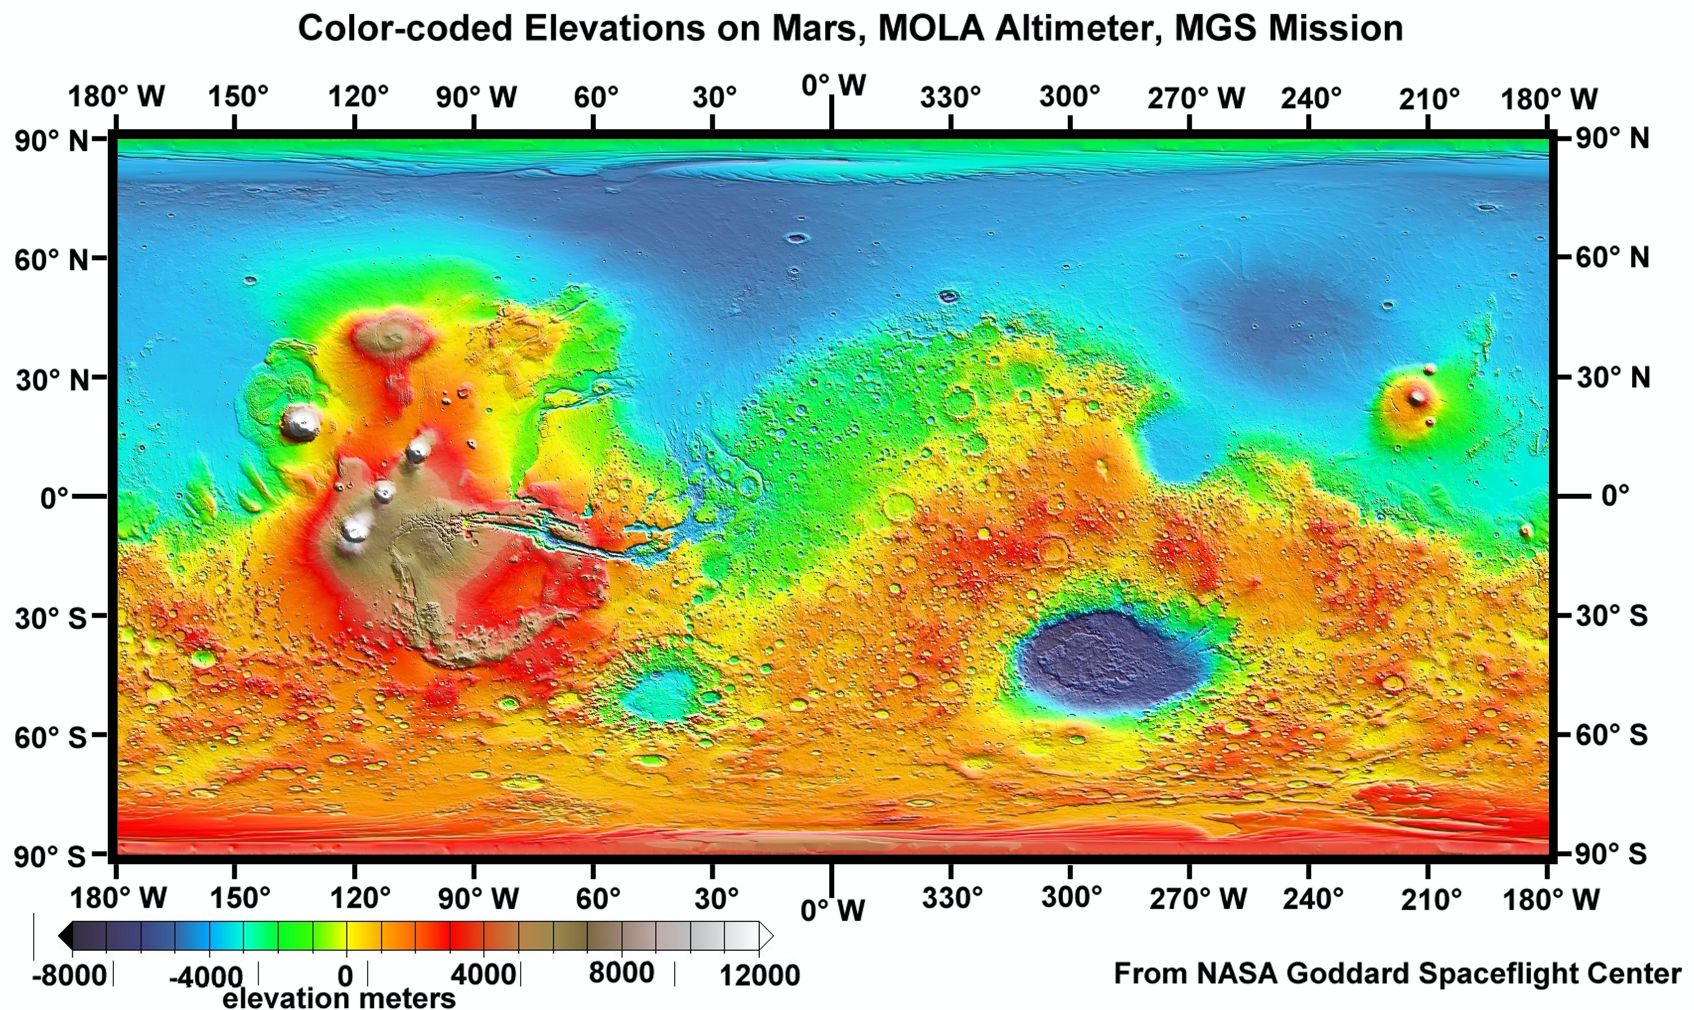 Color-coded Elevations on Mars, MOLA Altimeter, MGS Mission
180° W 150° 120° 90° W 60° 30° 0° W 330° 300° 270° W 240° 210° 180° W
90° N 90° N
60° N 60° N
30° N 30° N
0° 0°
30° S 30° S
60° S 60° S
90° S 90° S
180° W 150° 120° 90° W 60° 30° 0° W 330° 300° 270° W 240° 210° 180° W
-8000 -4000 0 4000 8000 12000
elevation meters
From NASA Goddard Spaceflight Center